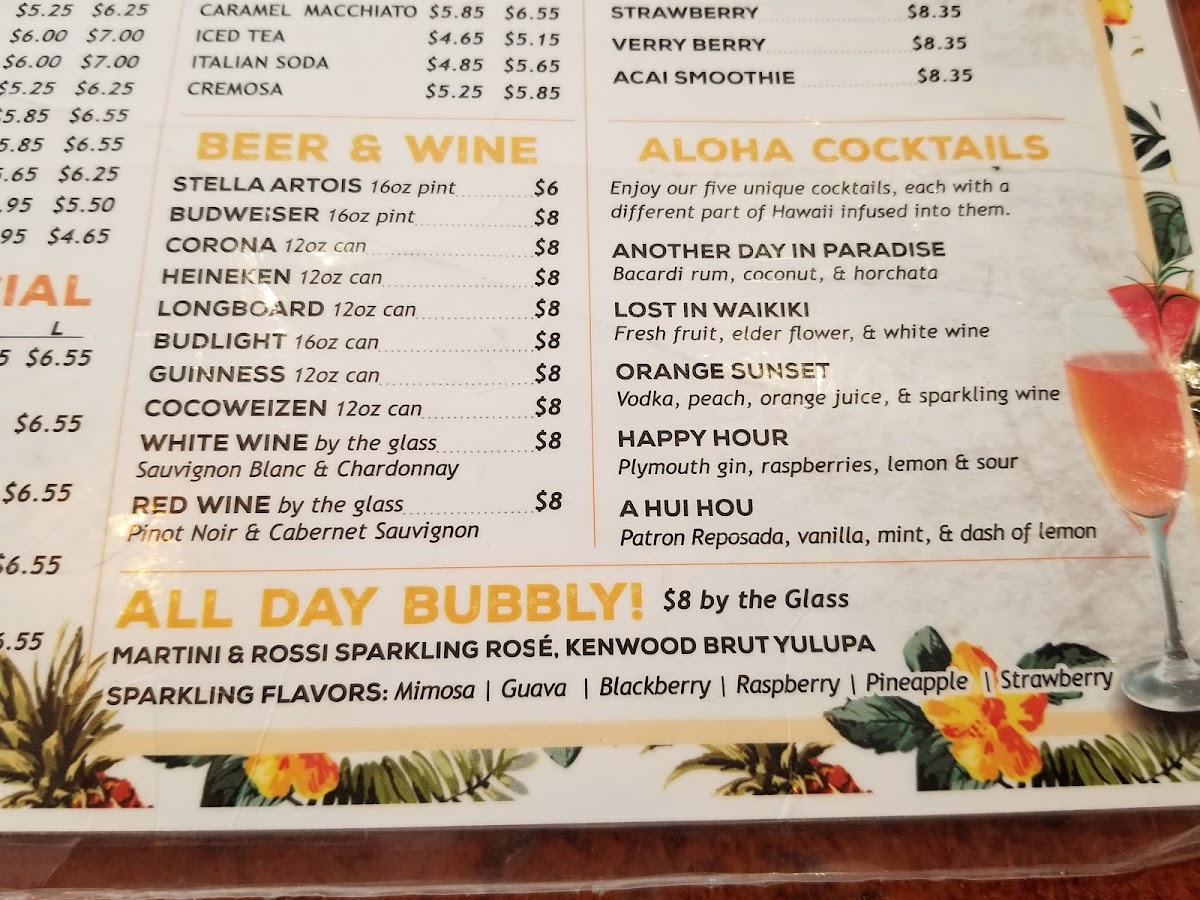 $5.25 $6.25
$6.00 $7.00
$6.00 $7.00
$5.25 $6.25
5.85 $6.55
5.85 $6.55
.65 $6.25
.95 $5.50
95 $4.65
IAL
L
5 $6.55
$6.55
$6.55
$6.55
.55
CARAMEL MACCHIATO $5.85 $6.55
ICED TEA $4.65 $5.15
ITALIAN SODA $4.85 $5.65
CREMOSA $5.25 $5.85
BEER & WINE
STELLA ARTOIS 16oz pint $6
BUDWEiSER 16oz pint $8
CORONA 12oz can $8
HEINEKEN 12oz can $8
LONGBOARD 12oz can $8
BUDLIGHT 16oz can $8
GUINNESS 12oz can $8
COCOWEIZEN 12oz can $8
WHITE WINE by the glass $8
Sauvignon Blanc & Chardonnay
RED WINE by the glass $8
Pinot Noir & Cabernet Sauvignon
STRAWBERRY $8.35
VERRY BERRY $8.35
ACAI SMOOTHIE $8.35
ALOHA COCKTAILS
Enjoy our five unique cocktails, each with a
different part of Hawaii infused into them.
ANOTHER DAY IN PARADISE
Bacardi rum, coconut, & horchata
LOST IN WAIKIKI
Fresh fruit, elder flower, & white wine
ORANGE SUNSET
Vodka, peach, orange juice, & sparkling wine
HAPPY HOUR
Plymouth gin, raspberries, lemon & sour
A HUI HOU
Patron Reposada, vanilla, mint, & dash of lemon
ALL DAY BUBBLY! $8 by the Glass
MARTINI & ROSSI SPARKLING ROSÉ, KENWOOD BRUT YULUPA
SPARKLING FLAVORS: Mimosa | Guava | Blackberry | Raspberry | Pineapple | Strawberry